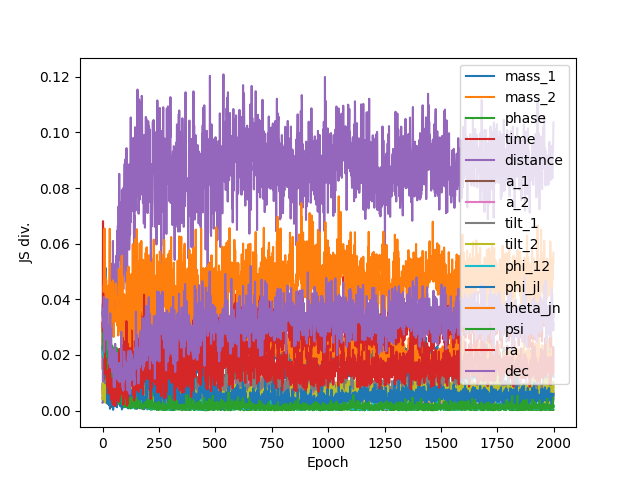 0.12
0.10
0.08
0.06
0.04
0.02
0.00
JS div.
0
250
500
750
1000
1250
1500
1750
2000
Epoch
mass_1
mass_2
phase
time
distance
a_1
a_2
tilt_1
tilt_2
phi_12
phi_jl
theta_jn
psi
ra
dec